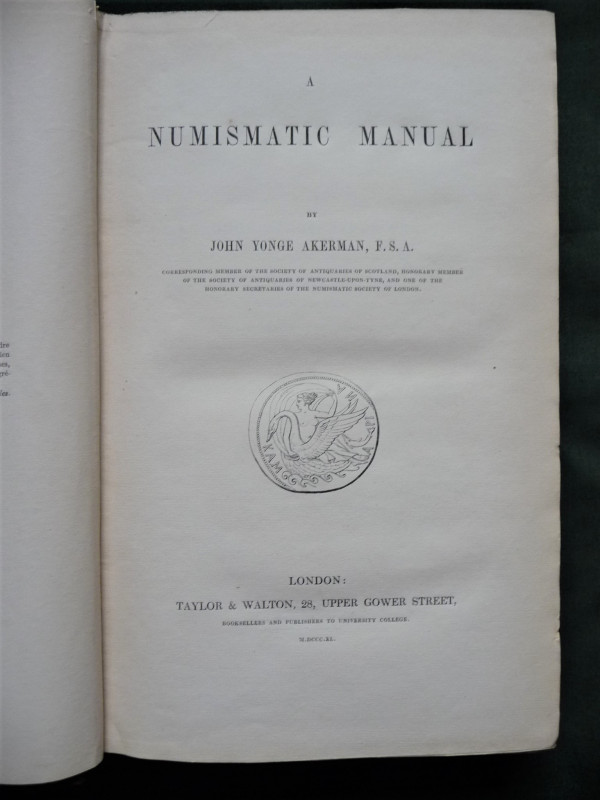 A
NUMISMATIC MANUAL
BY
JOHN YONGE AKERMAN, F. S. A.
CORRESPONDING MEMBER OF THE SOCIETY OF ANTIQUARIES OF SCOTLAND, HONORARY MEMBER
OF THE SOCIETY OF ANTIQUARIES OF NEWCASTLE-UPON-TYNE, AND ONE OF THE
HONORARY SECRETARIES OF THE NUMISMATIC SOCIETY OF LONDON.
ΚΑΜ
LONDON:
TAYLOR & WALTON, 28, UPPER GOWER STREET,
BOOKSELLERS AND PUBLISHERS TO UNIVERSITY COLLEGE.
M.DCCC.XL.